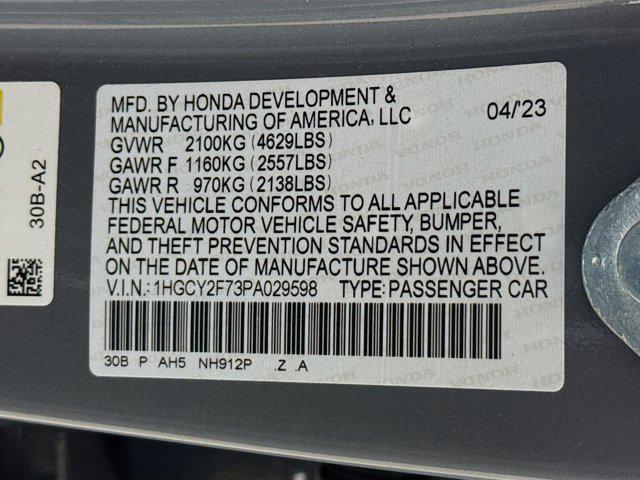 MFD. BY HONDA DEVELOPMENT &
MANUFACTURING OF AMERICA, LLC 04/23
GVWR 2100KG (4629LBS)
GAWR F 1160KG (2557LBS)
GAWR R 970KG (2138LBS)
THIS VEHICLE CONFORMS TO ALL APPLICABLE
FEDERAL MOTOR VEHICLE SAFETY, BUMPER,
AND THEFT PREVENTION STANDARDS IN EFFECT
ON THE DATE OF MANUFACTURE SHOWN ABOVE.
V.I.N.: 1HGCY2F73PA029598 TYPE: PASSENGER CAR
30B P AH5 NH912P .Z .A
30B-A2